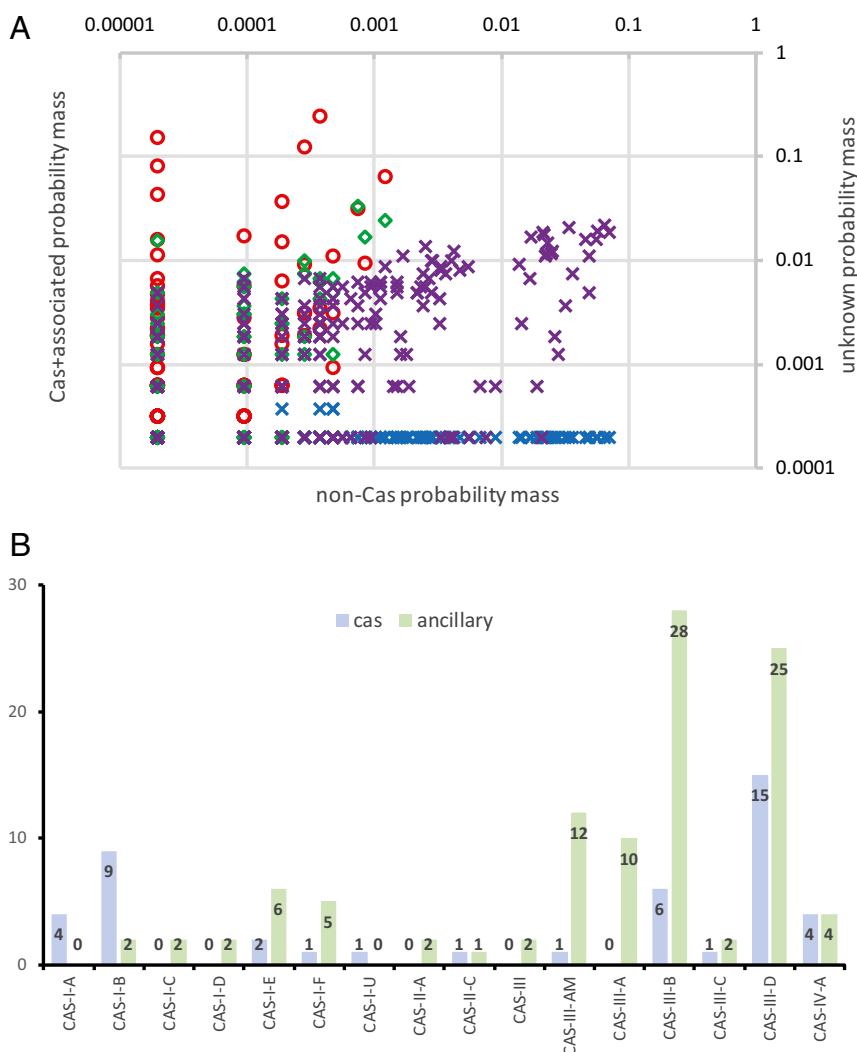 A
0.00001 0.0001 0.001 0.01 0.1 1
Cas+associated probability mass
1
0.1
0.01
0.001
0.0001
unknown probability mass
non-Cas probability mass
B
30
20
10
0
cas ancillary
4 0 9 2 0 2 0 2 2 6 1 5 1 0 0 2 1 1 0 2 1 12 0 10 6 28 1 2 15 25 4 4
CAS-I-A
CAS-I-B
CAS-I-C
CAS-I-D
CAS-I-E
CAS-I-F
CAS-I-U
CAS-II-A
CAS-II-C
CAS-III
CAS-III-AM
CAS-III-A
CAS-III-B
CAS-III-C
CAS-III-D
CAS-IV-A